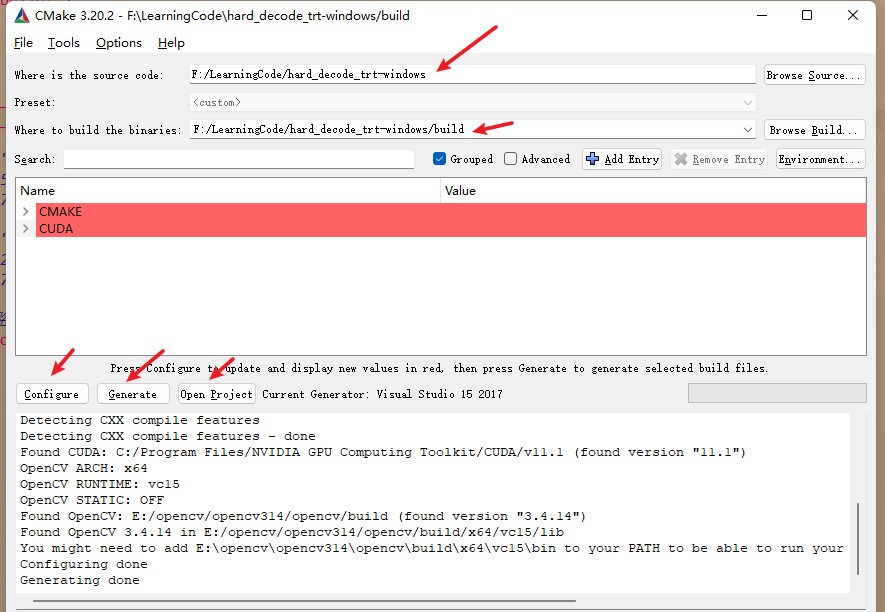 CMake 3.20.2 - F:\LearningCode\hard_decode_trt-windows/build
File Tools Options Help
Where is the source code: F:/LearningCode/hard_decode_trt-windows Browse Source...
Preset: <custom>
Where to build the binaries: F:/LearningCode/hard_decode_trt-windows/build Browse Build...
Search: Grouped Advanced Add Entry Remove Entry Environment...
Name Value
CMAKE
CUDA
Press Configure to update and display new values in red, then press Generate to generate selected build files.
Configure Generate Open Project Current Generator: Visual Studio 15 2017
Detecting CXX compile features
Detecting CXX compile features - done
Found CUDA: C:/Program Files/NVIDIA GPU Computing Toolkit/CUDA/v11.1 (found version "11.1")
OpenCV ARCH: x64
OpenCV RUNTIME: vc15
OpenCV STATIC: OFF
Found OpenCV: E:/opencv/opencv314/opencv/build (found version "3.4.14")
Found OpenCV 3.4.14 in E:/opencv/opencv314/opencv/build/x64/vc15/lib
You might need to add E:\opencv\opencv314\opencv\build\x64\vc15\bin to your PATH to be able to run your
Configuring done
Generating done